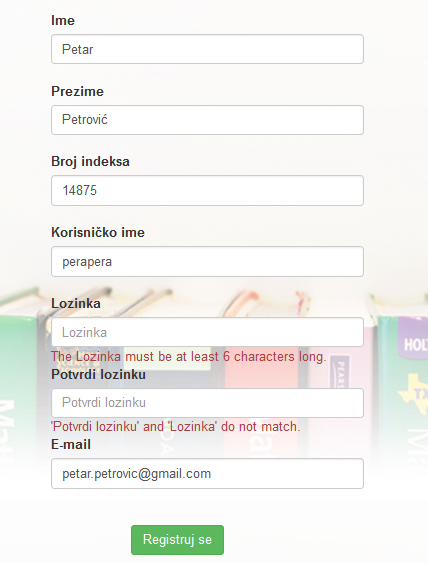 Ime
Petar
Prezime
Petrović
Broj indeksa
14875
Korisničko ime
perapera
Lozinka
Lozinka
The Lozinka must be at least 6 characters long.
Potvrdi lozinku
Potvrdi lozinku
'Potvrdi lozinku' and 'Lozinka' do not match.
E-mail
petar.petrovic@gmail.com
Registruj se
HOLT